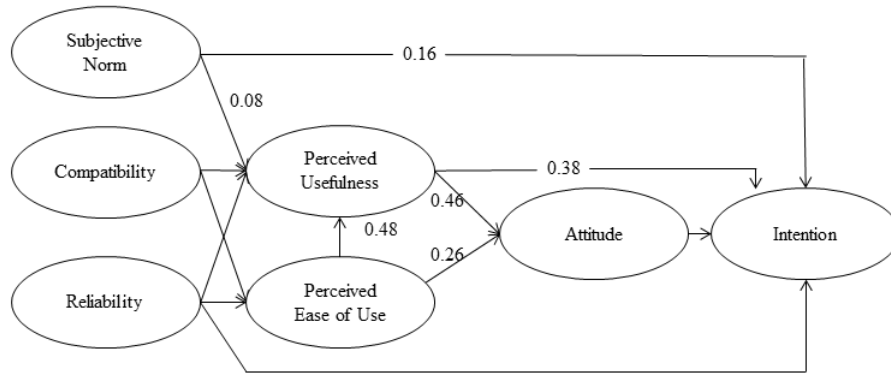 Subjective
Norm
0.16
0.08
Compatibility
Perceived
Usefulness
0.38
0.46
Attitude
Intention
0.48
0.26
Reliability
Perceived
Ease of Use